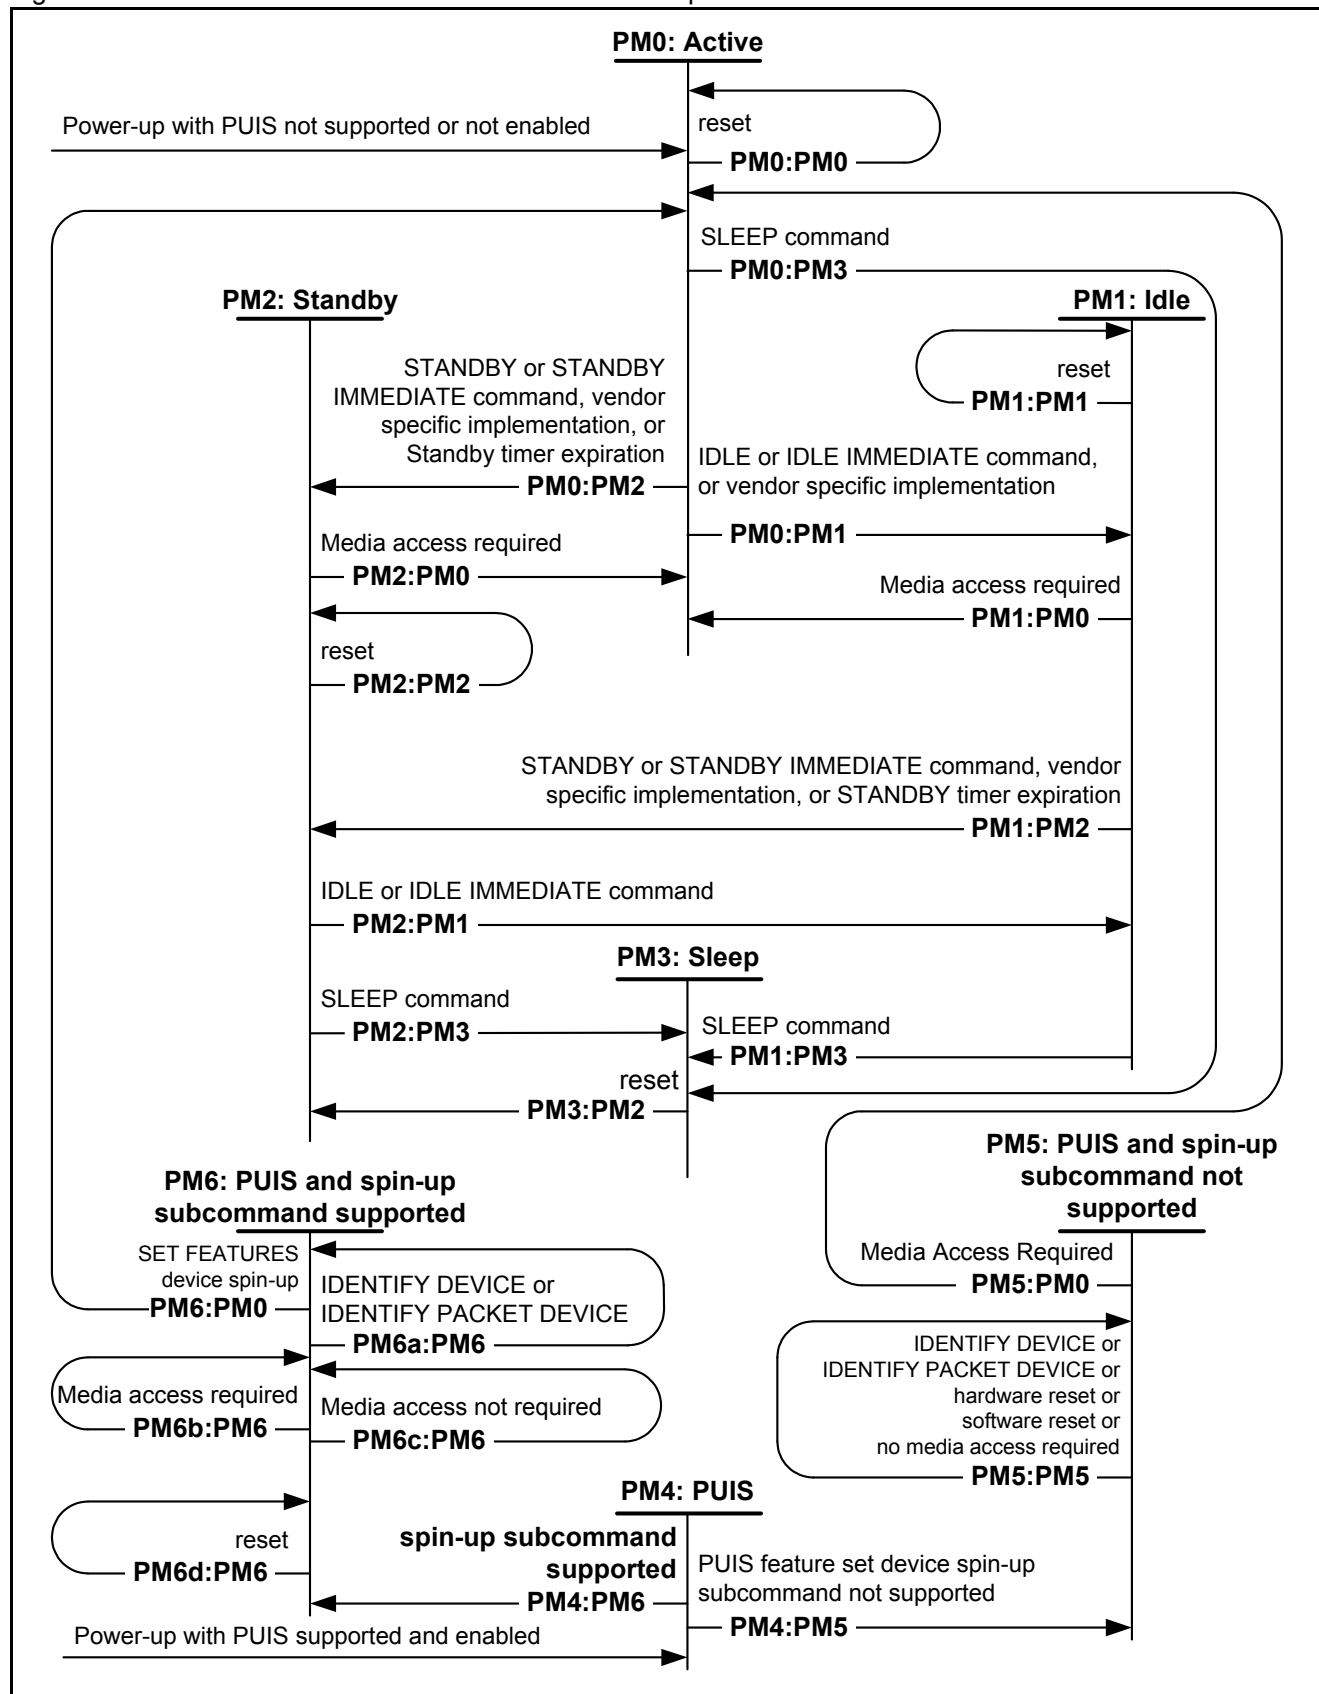 PM0: Active
reset
Power-up with PUIS not supported or not enabled
PM0:PM0
SLEEP command
PM0:PM3
PM2: Standby
PM1: Idle
STANDBY or STANDBY
IMMEDIATE command, vendor
specific implementation, or
Standby timer expiration
PM0:PM2
reset
PM1:PM1
IDLE or IDLE IMMEDIATE command,
or vendor specific implementation
PM0:PM1
Media access required
PM2:PM0
Media access required
PM1:PM0
reset
PM2:PM2
STANDBY or STANDBY IMMEDIATE command, vendor
specific implementation, or STANDBY timer expiration
PM1:PM2
IDLE or IDLE IMMEDIATE command
PM2:PM1
PM3: Sleep
SLEEP command
PM2:PM3
SLEEP command
PM1:PM3
reset
PM3:PM2
PM5: PUIS and spin-up
subcommand not
supported
PM6: PUIS and spin-up
subcommand supported
SET FEATURES
device spin-up
PM6:PM0
IDENTIFY DEVICE or
IDENTIFY PACKET DEVICE
PM6a:PM6
Media Access Required
PM5:PM0
Media access required
PM6b:PM6
Media access not required
PM6c:PM6
IDENTIFY DEVICE or
IDENTIFY PACKET DEVICE or
hardware reset or
software reset or
no media access required
PM5:PM5
PM4: PUIS
reset
PM6d:PM6
spin-up subcommand
supported
PM4:PM6
PUIS feature set device spin-up
subcommand not supported
PM4:PM5
Power-up with PUIS supported and enabled